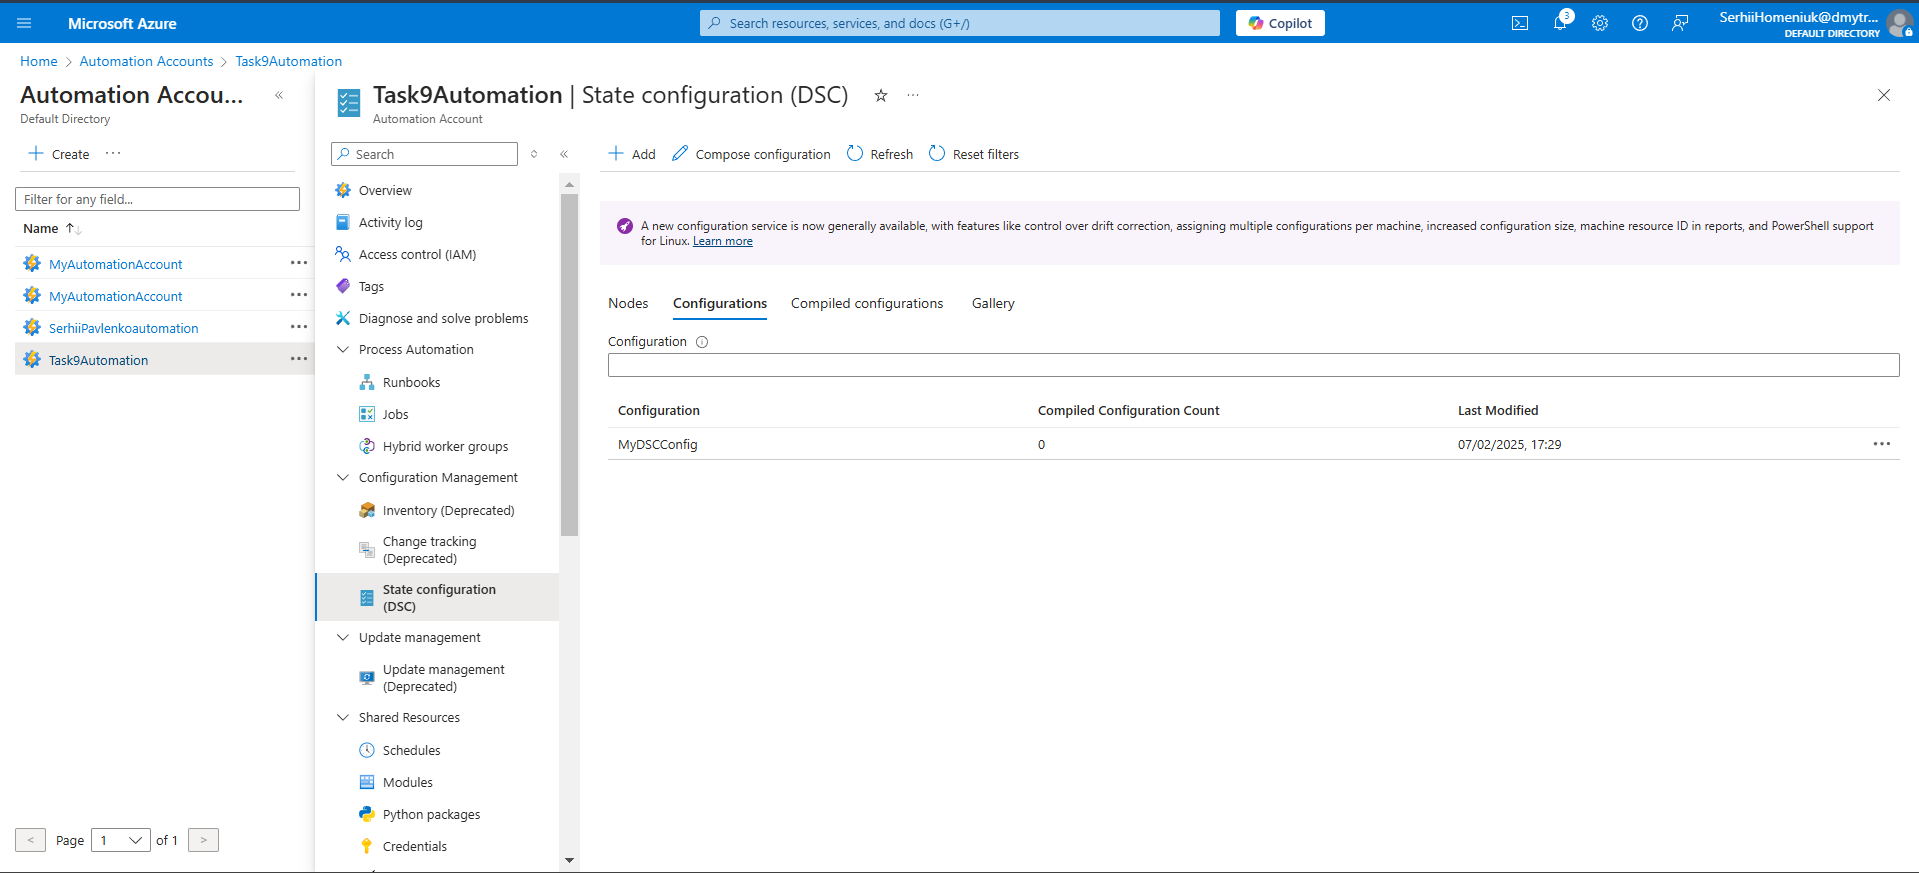 Microsoft Azure
Search resources, services, and docs (G+/)
Copilot
3
SerhiiHomeniuk@dmytr...
DEFAULT DIRECTORY
Home > Automation Accounts > Task9Automation
Automation Accou...
Default Directory
+ Create ...
Filter for any field...
Name
MyAutomationAccount
MyAutomationAccount
SerhiiPavlenkoautomation
Task9Automation
< Page 1 of 1 >
Task9Automation | State configuration (DSC)
Automation Account
Search
Overview
Activity log
Access control (IAM)
Tags
Diagnose and solve problems
Process Automation
Runbooks
Jobs
Hybrid worker groups
Configuration Management
Inventory (Deprecated)
Change tracking
(Deprecated)
State configuration
(DSC)
Update management
Update management
(Deprecated)
Shared Resources
Schedules
Modules
Python packages
Credentials
+ Add Compose configuration Refresh Reset filters
A new configuration service is now generally available, with features like control over drift correction, assigning multiple configurations per machine, increased configuration size, machine resource ID in reports, and PowerShell support
for Linux. Learn more
Nodes Configurations Compiled configurations Gallery
Configuration
Configuration Compiled Configuration Count Last Modified
MyDSCConfig 0 07/02/2025, 17:29